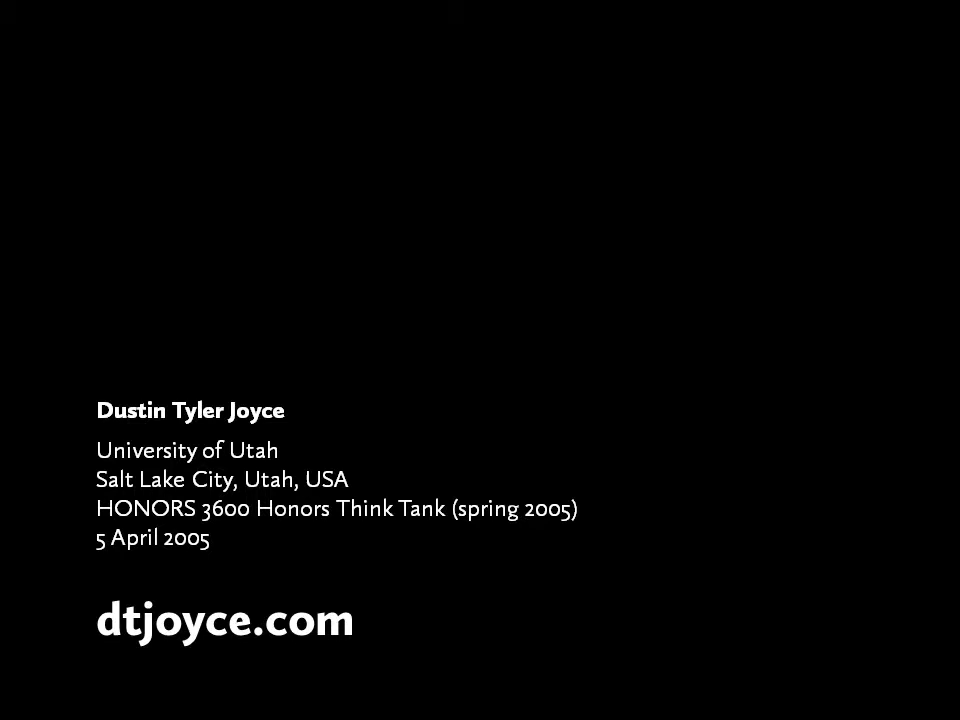 Dustin Tyler Joyce
University of Utah
Salt Lake City, Utah, USA
HONORS 3600 Honors Think Tank (spring 2005)
5 April 2005
dtjoyce.com